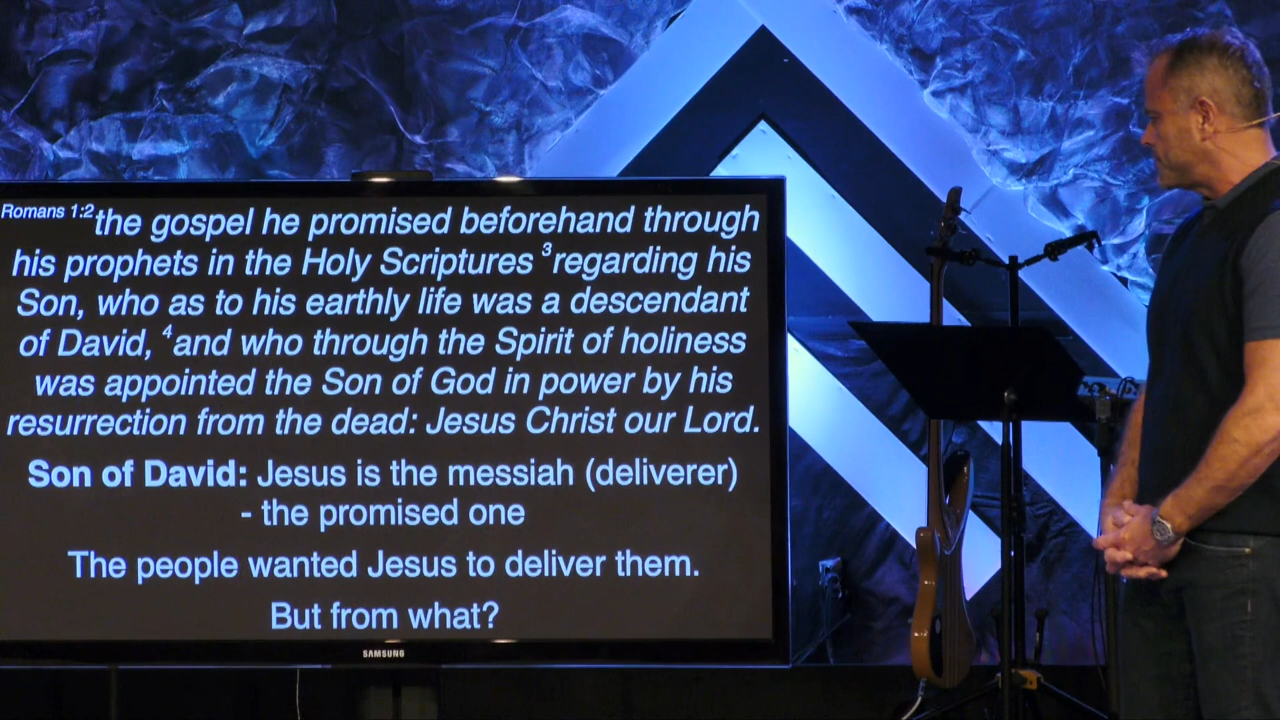 Romans 1:2 the gospel he promised beforehand through
his prophets in the Holy Scriptures 3 regarding his
Son, who as to his earthly life was a descendant
of David, 4 and who through the Spirit of holiness
was appointed the Son of God in power by his
resurrection from the dead: Jesus Christ our Lord.
Son of David: Jesus is the messiah (deliverer)
- the promised one
The people wanted Jesus to deliver them.
But from what?
SAMSUNG